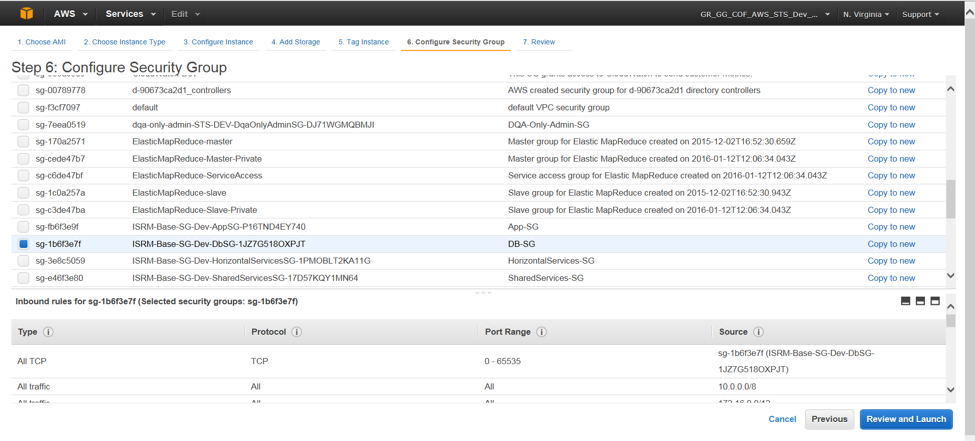 AWS Services Edit GR_GG_COF_AWS_STS_Dev_... N. Virginia Support
1. Choose AMI 2. Choose Instance Type 3. Configure Instance 4. Add Storage 5. Tag Instance 6. Configure Security Group 7. Review
Step 6: Configure Security Group
Copy to new
sg-00789778 d-90673ca2d1_controllers AWS created security group for d-90673ca2d1 directory controllers Copy to new
sg-f3cf7097 default default VPC security group Copy to new
sg-7eea0519 dqa-only-admin-STS-DEV-DqaOnlyAdminSG-DJ71WGMQBMJI DQA-Only-Admin-SG Copy to new
sg-170a2571 ElasticMapReduce-master Master group for Elastic MapReduce created on 2015-12-02T16:52:30.659Z Copy to new
sg-cede47b7 ElasticMapReduce-Master-Private Master group for Elastic MapReduce created on 2016-01-12T12:06:34.043Z Copy to new
sg-c6de47bf ElasticMapReduce-ServiceAccess Service access group for Elastic MapReduce created on 2016-01-12T12:06:34.042Z Copy to new
sg-1c0a257a ElasticMapReduce-slave Slave group for Elastic MapReduce created on 2015-12-02T16:52:30.943Z Copy to new
sg-c3de47ba ElasticMapReduce-Slave-Private Slave group for Elastic MapReduce created on 2016-01-12T12:06:34.042Z Copy to new
sg-fb6f3e9f ISRM-Base-SG-Dev-AppSG-P16TND4EY740 App-SG Copy to new
sg-1b6f3e7f ISRM-Base-SG-Dev-DbSG-1JZ7G518OXPJT DB-SG Copy to new
sg-3e8c5059 ISRM-Base-SG-Dev-HorizontalServicesSG-1PMOBLT2KA11G HorizontalServices-SG Copy to new
sg-e46f3e80 ISRM-Base-SG-Dev-SharedServicesSG-17D57KQY1MN64 SharedServices-SG Copy to new
Inbound rules for sg-1b6f3e7f (Selected security groups: sg-1b6f3e7f)
Type i Protocol i Port Range i Source i
All TCP TCP 0 - 65535 sg-1b6f3e7f (ISRM-Base-SG-Dev-DbSG-
1JZ7G518OXPJT)
All traffic All All 10.0.0.0/8
All traffic All All 172.16.0.0/12
Cancel Previous Review and Launch